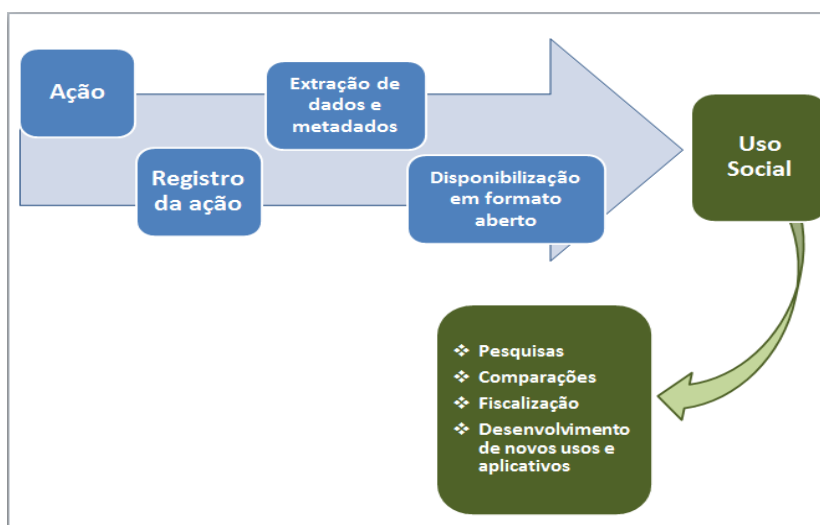 Ação
Registro
da ação
Extração de
dados e
metadados
Disponibilização
em formato
aberto
Uso
Social
❖ Pesquisas
❖ Comparações
❖ Fiscalização
❖ Desenvolvimento
de novos usos e
aplicativos